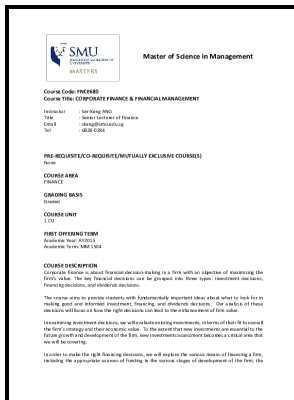 SMU
SINGAPORE MANAGEMENT
UNIVERSITY
MASTERS
Master of Science in Management
Course Code: FNCE680
Course Title: CORPORATE FINANCE & FINANCIAL MANAGEMENT
Instructor : Ser-Keng ANG
Title : Senior Lecturer of Finance
Email : skang@smu.edu.sg
Tel : 6828-0284
PRE-REQUISITE/CO-REQUISITE/MUTUALLY EXCLUSIVE COURSE(S)
None
COURSE AREA
FINANCE
GRADING BASIS
Graded
COURSE UNIT
1 CU
FIRST OFFERING TERM
Academic Year: AY2015
Academic Term: MIM 1504
COURSE DESCRIPTION
Corporate finance is about financial decision-making in a firm with an objective of maximizing the
firm's value. The key financial decisions can be grouped into three types: investment decisions,
financing decisions, and dividends decisions.
The course aims to provide students with fundamentally important ideas about what to look for in
making good and informed investment, financing, and dividends decisions. Our analysis of these
decisions will focus on how the right decisions can lead to the enhancement of firm value.
In examining investment decisions, we will evaluate existing investments, in terms of their fit to overall
the firm's strategy and their economic value. To the extent that new investments are essential to the
future growth and development of the firm, new investments assessment becomes a critical area that
we will be covering.
In order to make the right financing decisions, we will explore the various means of financing a firm,
including the appropriate sources of funding in the various stages of development of the firm, the